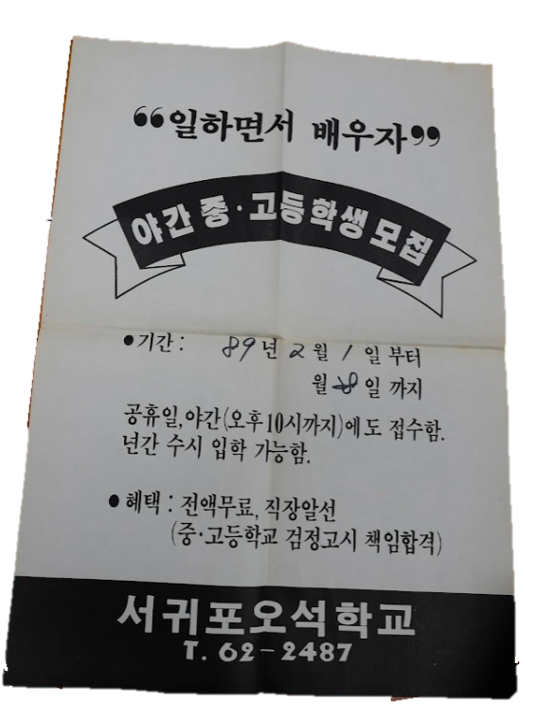 “일하면서 배우자”
야간 중·고등학생 모집
● 기간 : 89년 2월 1일 부터
월 8일 까지
공휴일,야간(오후10시까지)에도 접수함.
년간 수시 입학 가능함.
● 혜택 : 전액무료, 직장알선
(중·고등학교 검정고시 책임합격)
서귀포오석학교
T. 62-2487